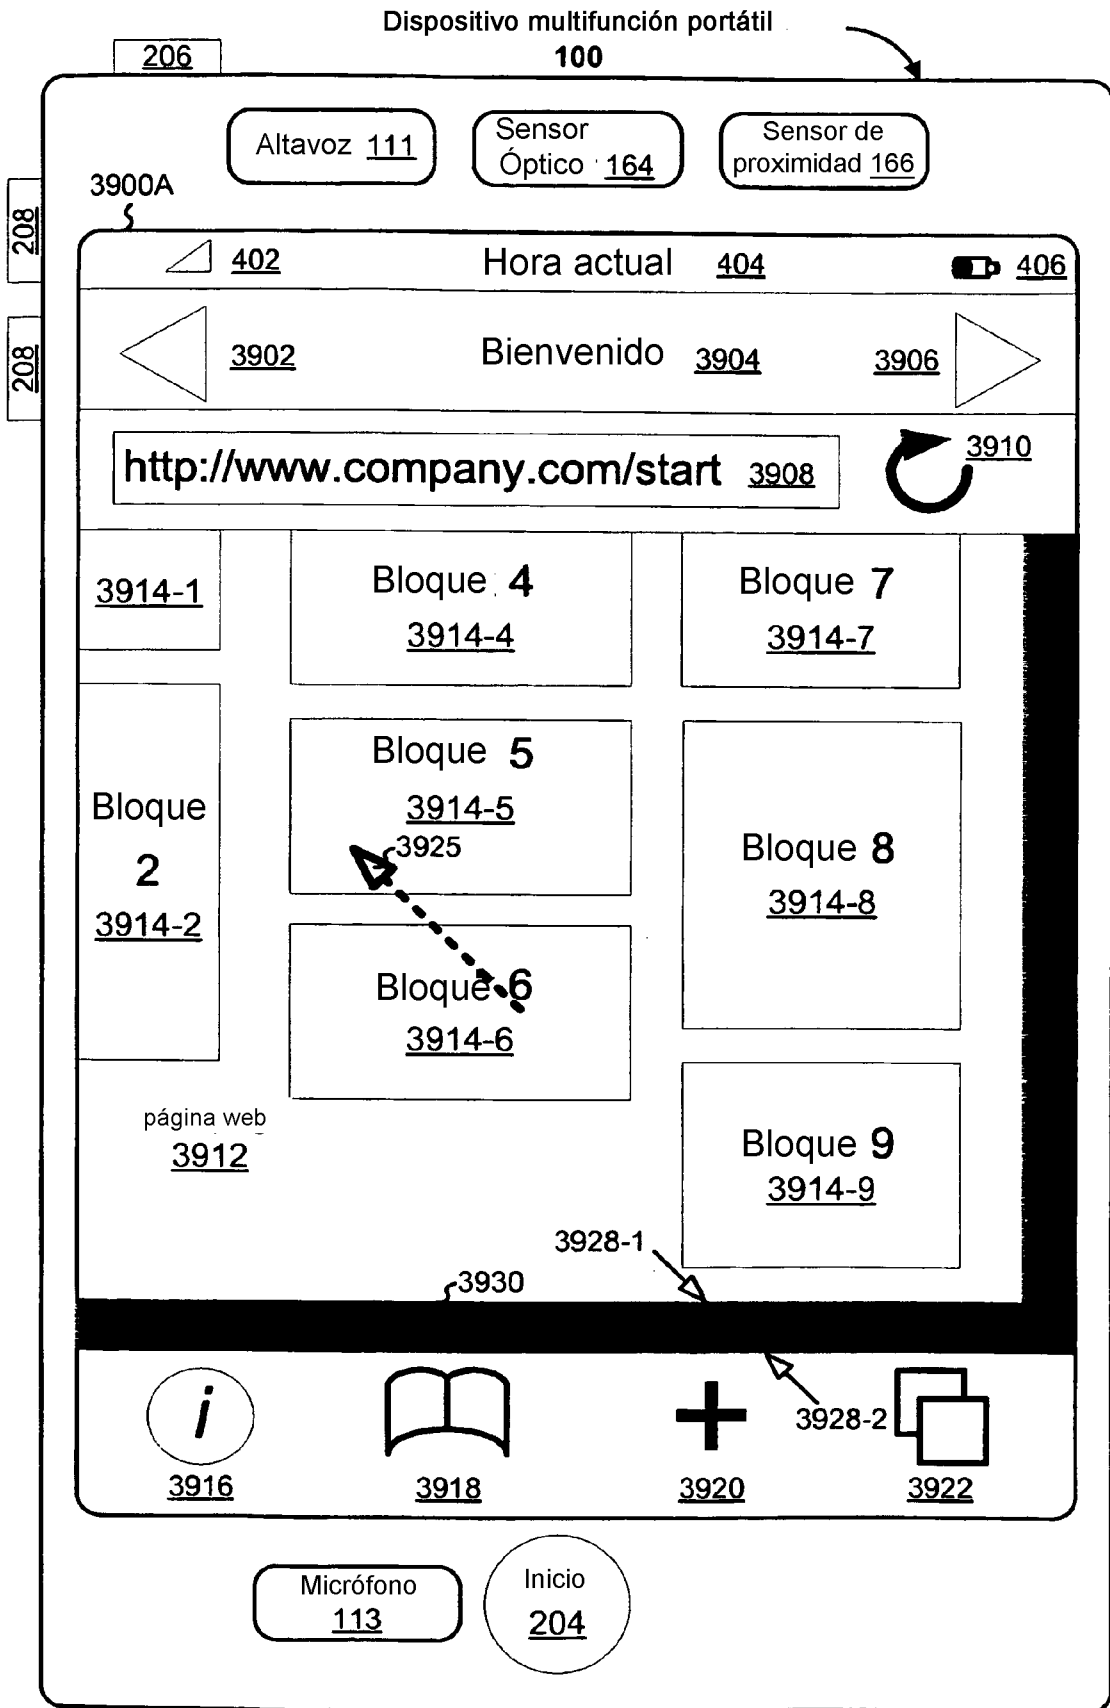 Dispositivo multifunción portátil
100
206
Altavoz 111
Sensor
Óptico 164
Sensor de
proximidad 166
3900A
208
402
Hora actual 404
406
208
3902
Bienvenido 3904
3906
http://www.company.com/start 3908
3910
3914-1
Bloque 4
3914-4
Bloque 7
3914-7
Bloque
2
3914-2
Bloque 5
3914-5
3925
Bloque 8
3914-8
Bloque 6
3914-6
página web
3912
Bloque 9
3914-9
3928-1
3930
i
3928-2
3916
3918
3920
3922
Micrófono
113
Inicio
204